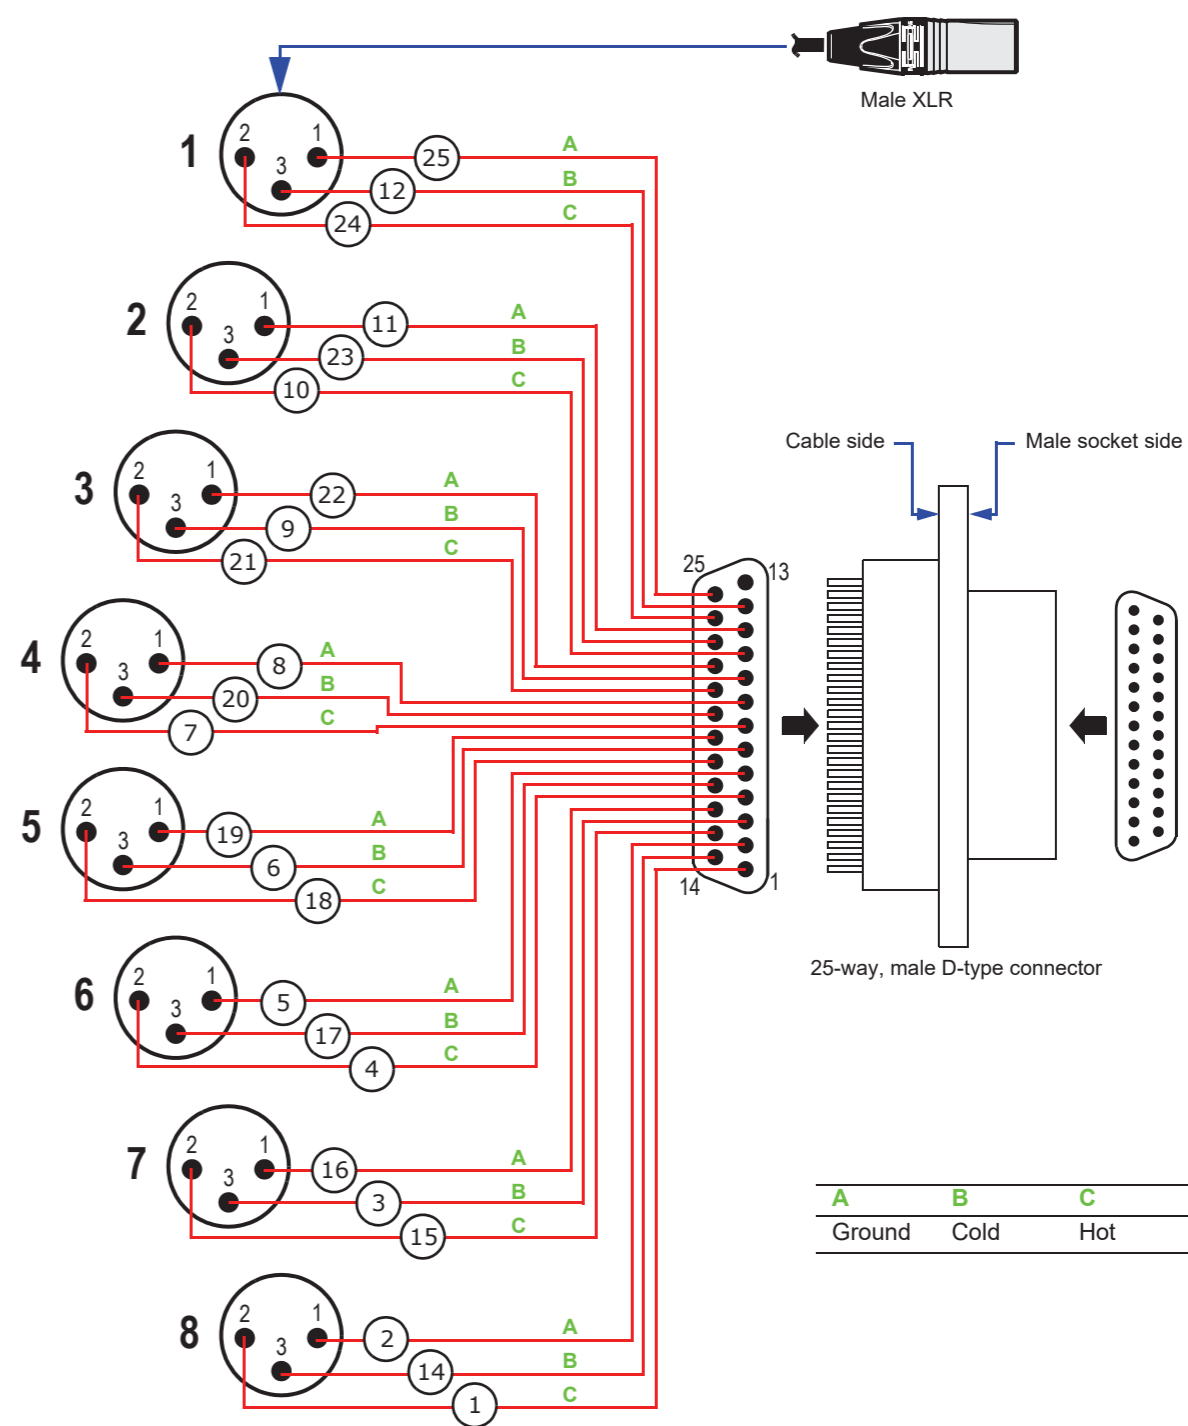 Male XLR
1
2 1
3
25 A
12 B
24 C
2
2 1
3
11 A
23 B
10 C
3
2 1
3
22 A
9 B
21 C
Cable side Male socket side
4
2 1
3
8 A
20 B
7 C
25 13
14 1
5
2 1
3
19 A
6 B
18 C
25-way, male D-type connector
6
2 1
3
5 A
17 B
4 C
7
2 1
3
16 A
3 B
15 C
A B C
Ground Cold Hot
8
2 1
3
2 A
14 B
1 C